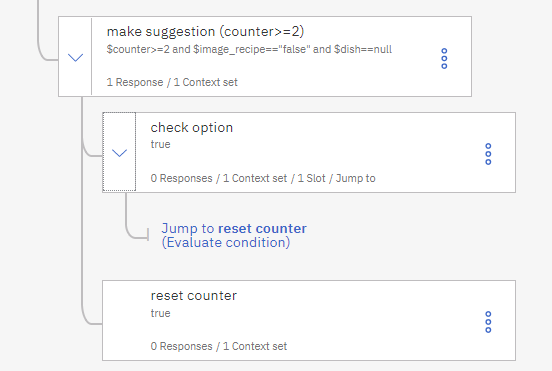 make suggestion (counter>=2)
$counter>=2 and $image_recipe=="false" and $dish==null
1 Response / 1 Context set
check option
true
0 Responses / 1 Context set / 1 Slot / Jump to
Jump to reset counter
(Evaluate condition)
reset counter
true
0 Responses / 1 Context set